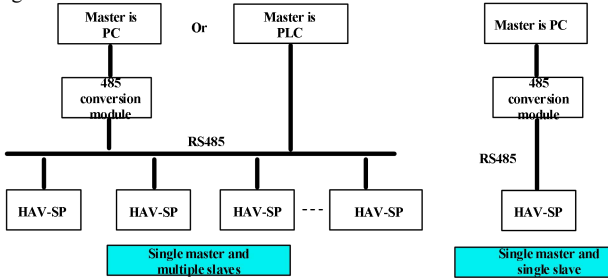 Master is
PC
Or
Master is
PLC
485
conversion
module
RS485
HAV-SP
HAV-SP
HAV-SP
---
HAV-SP
Single master and
multiple slaves
Master is PC
485
conversion
module
RS485
HAV-SP
Single master and
single slave